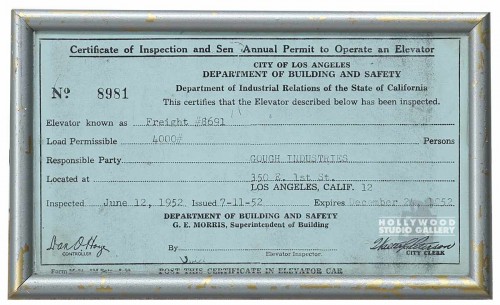 Certificate of Inspection and Sen Annual Permit to Operate an Elevator
CITY OF LOS ANGELES
DEPARTMENT OF BUILDING AND SAFETY
Nº 8981
Department of Industrial Relations of the State of California
This certifies that the Elevator described below has been inspected.
Elevator known as Freight #8691
Load Permissible 4000# Persons
Responsible Party GOUCH INDUSTRIES
Located at 350 E. 1st St.
LOS ANGELES, CALIF. 12
Inspected June 12, 1952 Issued 7-11-52 Expires December 1952
HOLLYWOOD
STUDIO GALLERY
DEPARTMENT OF BUILDING AND SAFETY
G. E. MORRIS, Superintendent of Building
By
CONTROLLER Elevator Inspector. CITY CLERK
Form
POST THIS CERTIFICATE IN ELEVATOR CAR